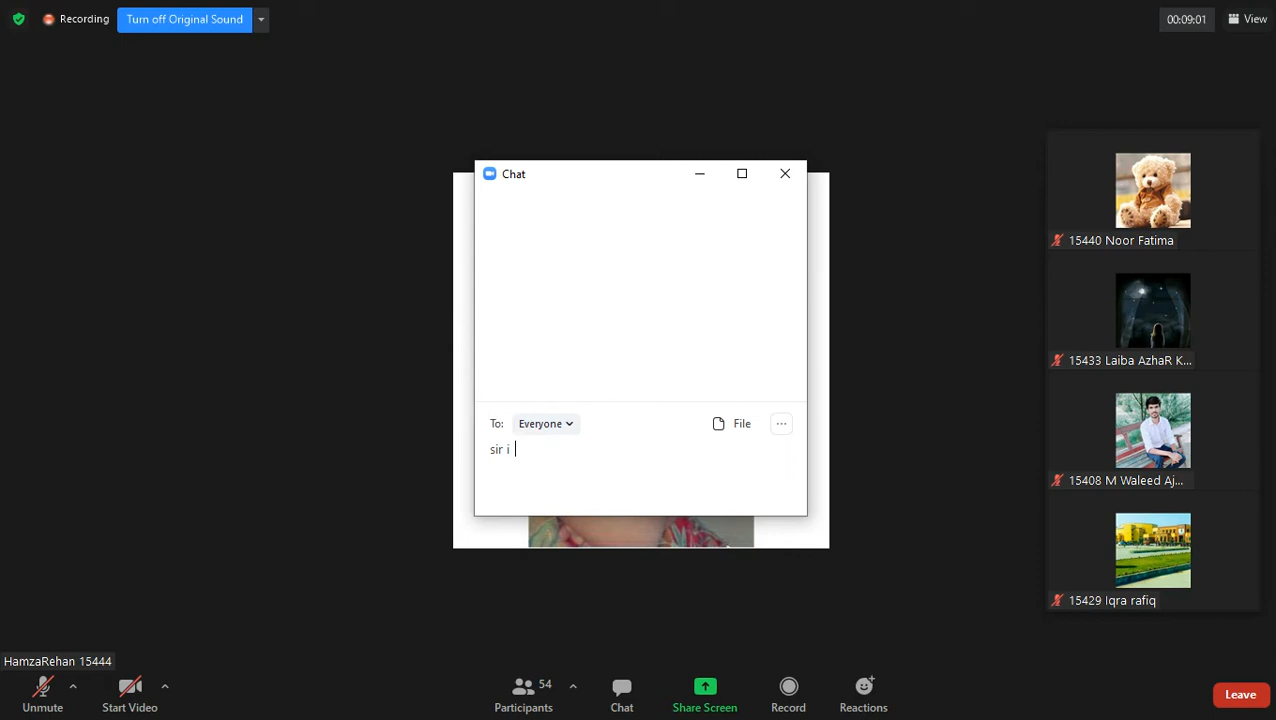 Recording
Turn off Original Sound
00:09:01
View
Chat
To: Everyone
File
sir i
15440 Noor Fatima
15433 Laiba AzhaR K...
15408 M Waleed Aj...
15429 Iqra rafiq
HamzaRehan 15444
Unmute
Start Video
54
Participants
Chat
Share Screen
Record
Reactions
Leave